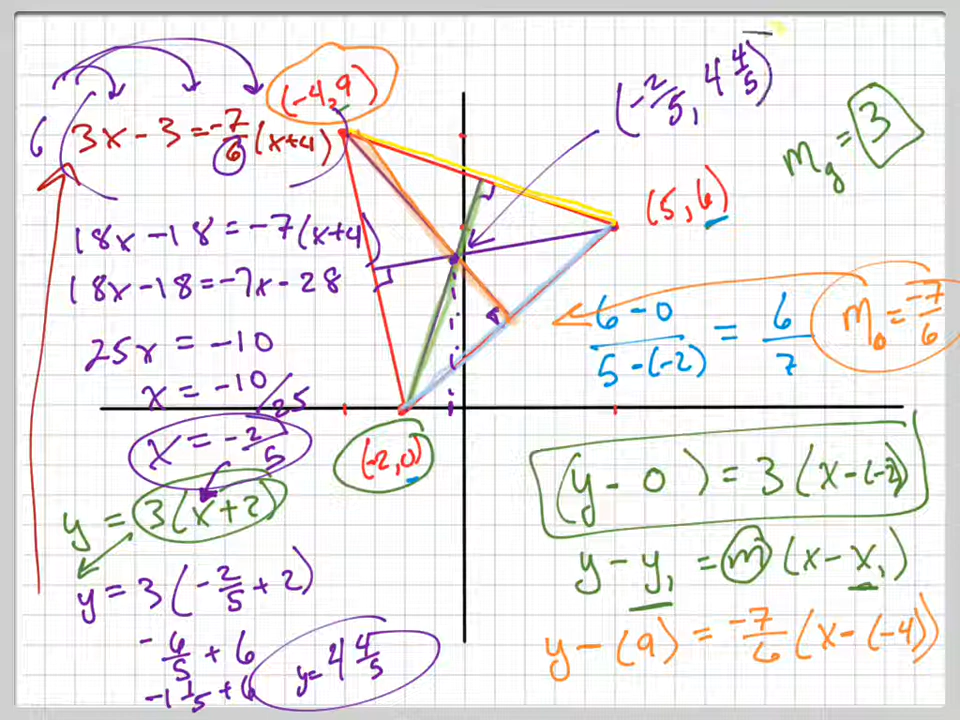 (-4, 9)
(-2/5, 4 4/5)
m_g = 3
6 (3x - 3 = -7/6 (x+4))
(5, 6)
18x - 18 = -7(x+4)
18x - 18 = -7x - 28
(6 - 0)/(5 - (-2)) = 6/7
m_o = -7/6
25x = -10
x = -10/25
x = -2/5
(-2, 0)
(y - 0) = 3(x - (-2))
y = 3(x+2)
y - y₁ = m(x - x₁)
y = 3(-2/5 + 2)
y - (9) = -7/6 (x - (-4))
-6/5 + 6
y = 4 4/5
-1 1/5 + 6